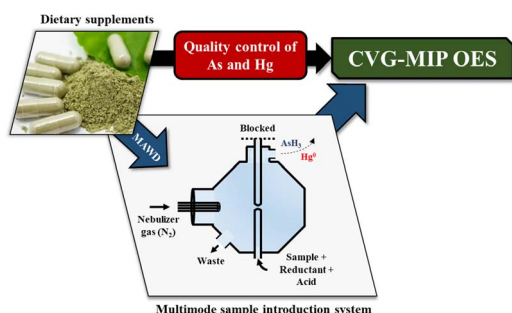 Dietary supplements
Quality control of
As and Hg
CVG-MIP OES
MAWD
Blocked
AsH₃
Hg⁰
Nebulizer
gas (N₂)
Waste
Sample +
Reductant +
Acid
Multimode sample introduction system